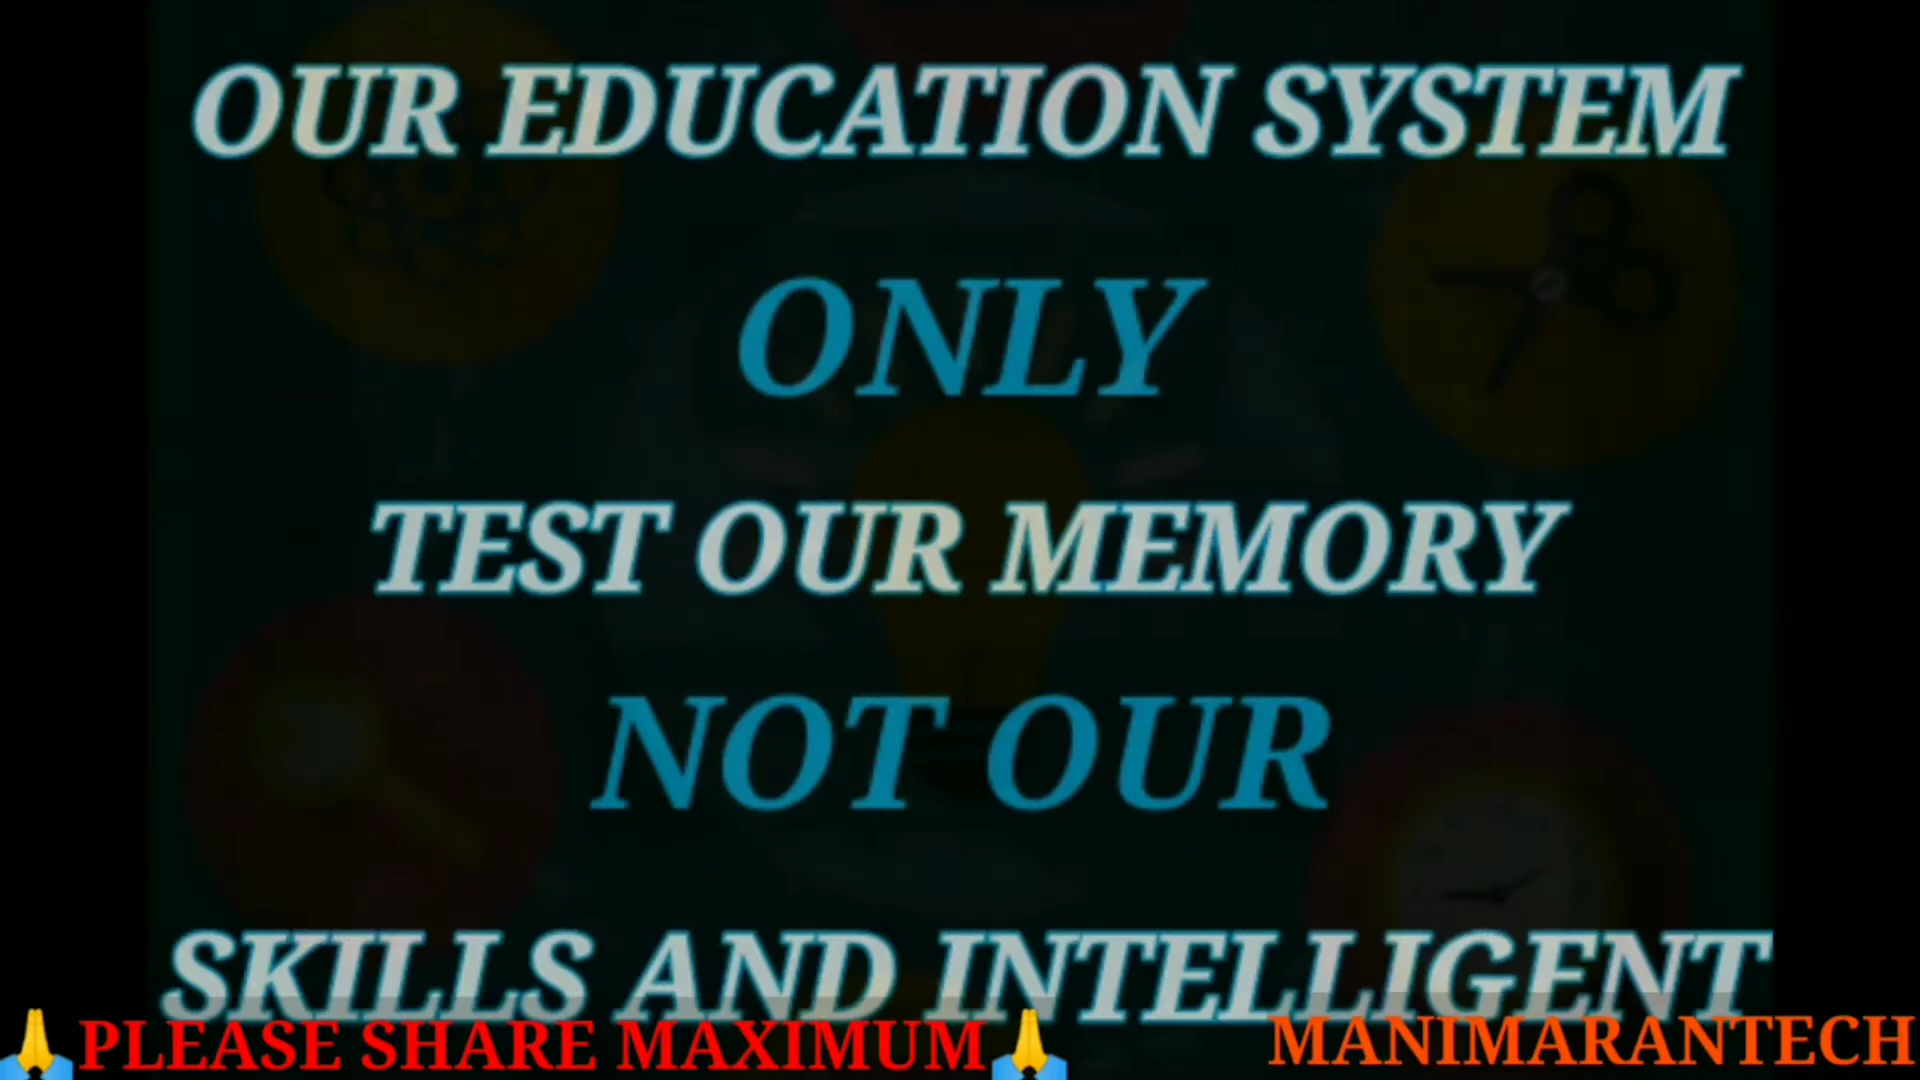 OUR EDUCATION SYSTEM
ONLY
TEST OUR MEMORY
NOT OUR
SKILLS AND INTELLIGENT
🙏PLEASE SHARE MAXIMUM🙏 MANIMARANTECH